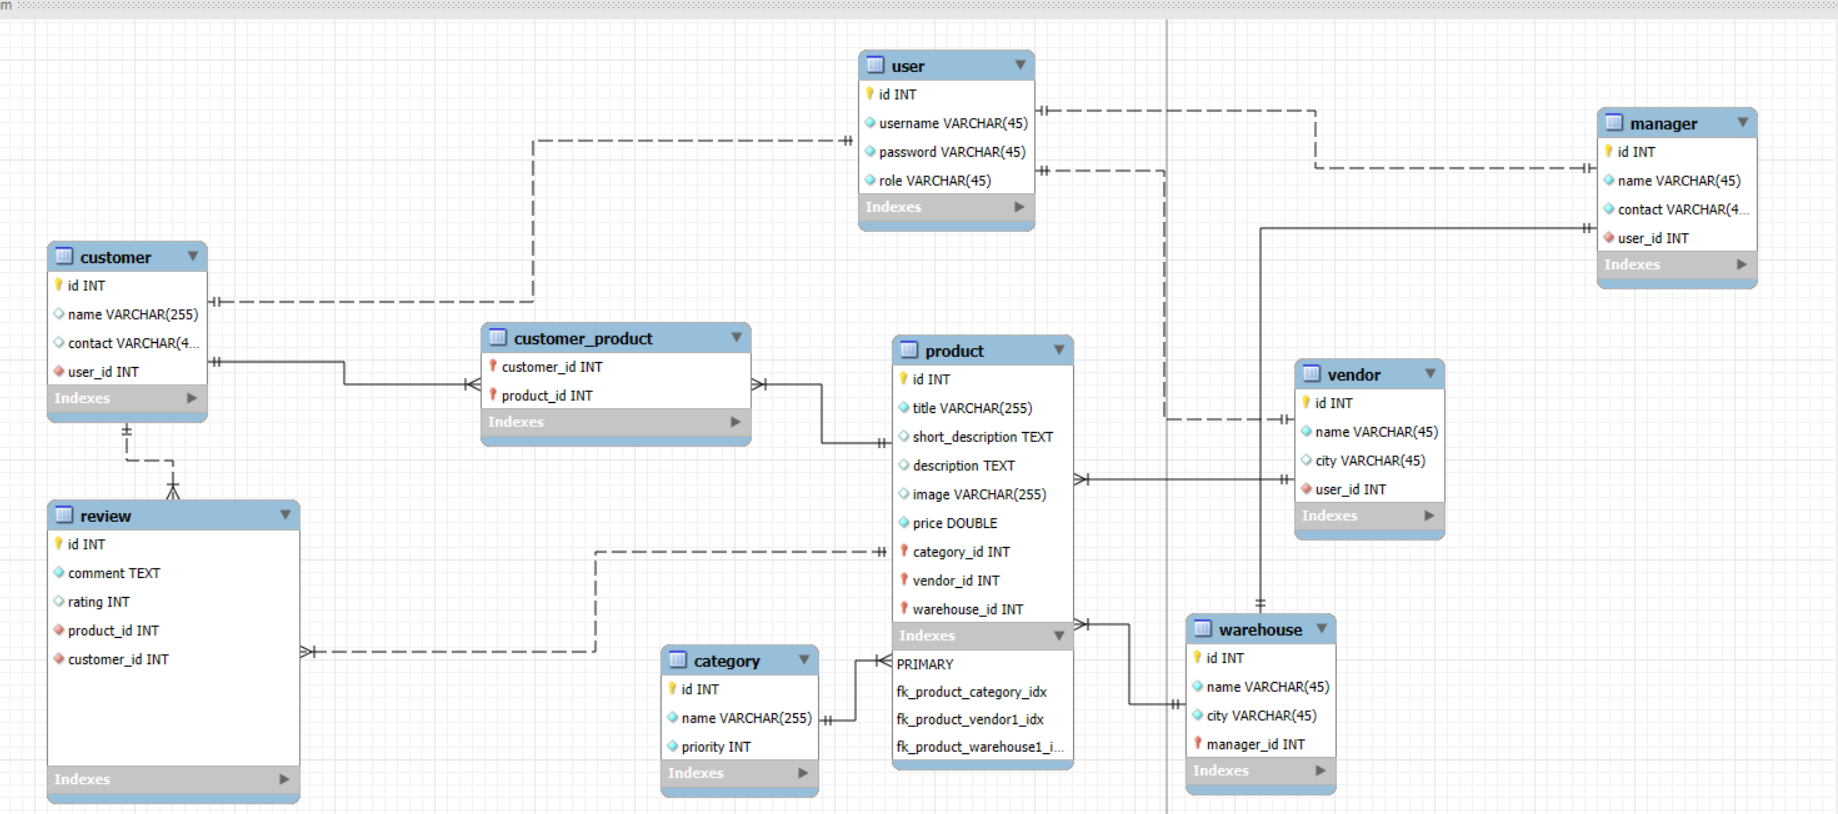 m
user
id INT
username VARCHAR(45)
password VARCHAR(45)
role VARCHAR(45)
Indexes
manager
id INT
name VARCHAR(45)
contact VARCHAR(4...
user_id INT
Indexes
customer
id INT
name VARCHAR(255)
contact VARCHAR(4...
user_id INT
Indexes
customer_product
customer_id INT
product_id INT
Indexes
product
id INT
title VARCHAR(255)
short_description TEXT
description TEXT
image VARCHAR(255)
price DOUBLE
category_id INT
vendor_id INT
warehouse_id INT
Indexes
PRIMARY
fk_product_category_idx
fk_product_vendor1_idx
fk_product_warehouse1_i...
vendor
id INT
name VARCHAR(45)
city VARCHAR(45)
user_id INT
Indexes
review
id INT
comment TEXT
rating INT
product_id INT
customer_id INT
Indexes
category
id INT
name VARCHAR(255)
priority INT
Indexes
warehouse
id INT
name VARCHAR(45)
city VARCHAR(45)
manager_id INT
Indexes